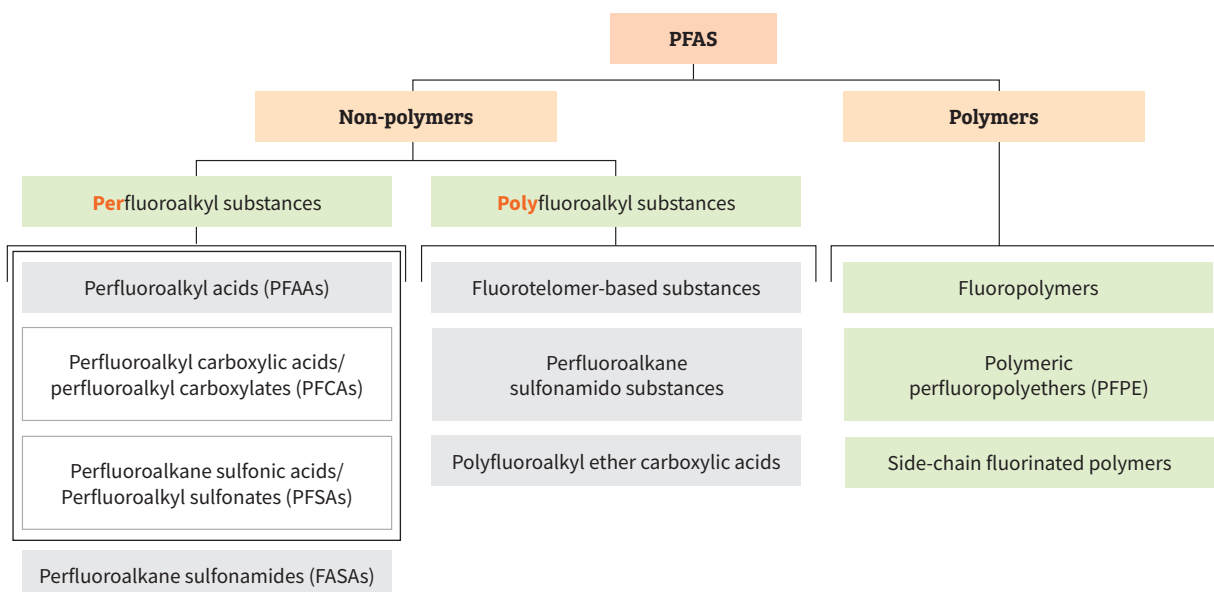 PFAS
Non-polymers
Polymers
Perfluoroalkyl substances
Polyfluoroalkyl substances
Perfluoroalkyl acids (PFAAs)
Perfluoroalkyl carboxylic acids/
perfluoroalkyl carboxylates (PFCAs)
Perfluoroalkane sulfonic acids/
Perfluoroalkyl sulfonates (PFSAs)
Perfluoroalkane sulfonamides (FASAs)
Fluorotelomer-based substances
Perfluoroalkane
sulfonamido substances
Polyfluoroalkyl ether carboxylic acids
Fluoropolymers
Polymeric
perfluoropolyethers (PFPE)
Side-chain fluorinated polymers